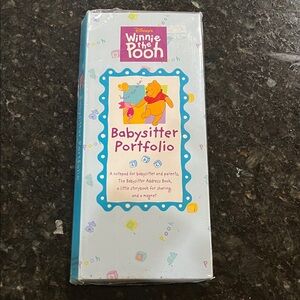 Disney's
Winnie
the
Pooh
Babysitter
Portfolio
A notepad for babysitter and parents,
The Babysitter Address Book,
a little storybook for sharing,
and a magnet